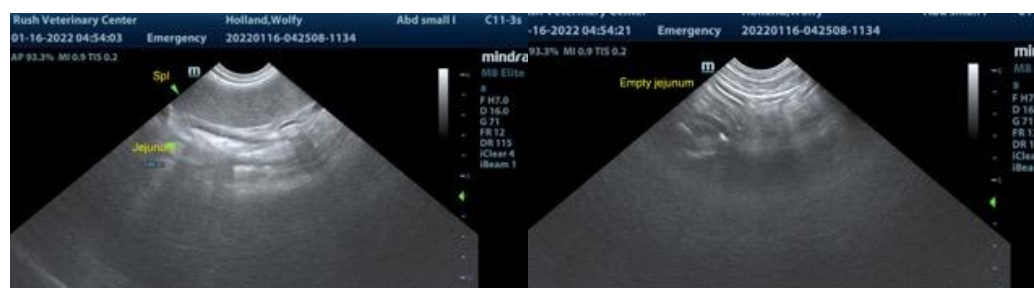 Rush Veterinary Center Holland,Wolfy Abd small I C11-3s
01-16-2022 04:54:03 Emergency 20220116-042508-1134
AP 93.3% MI 0.9 TIS 0.2
mindra
M8 Elite
Spl
m
Jejunum
B
F H7.0
D 16.0
G 71
FR 12
DR 115
iClear 4
iBeam 1
-16-2022 04:54:21 Emergency 20220116-042508-1134
93.3% MI 0.9 TIS 0.2
m
Empty jejunum